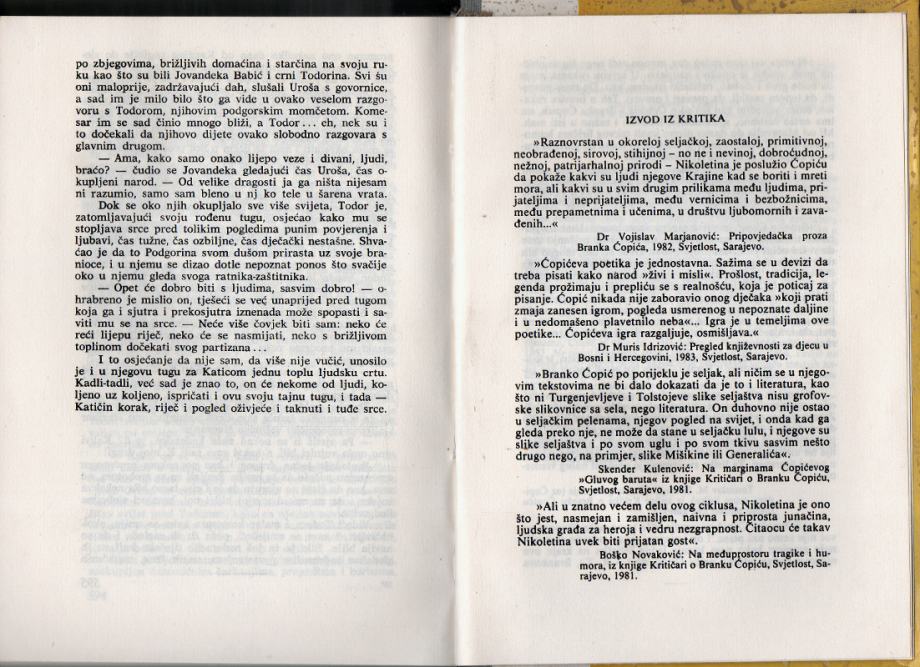 po zbjegovima, brižljivih domaćina i starčina na svoju ru-
ku kao što su bili Jovandeka Babić i crni Todorina. Svi šu
oni maloprije, zadržavajući dah, slušali Uroša s govornice,
a sad im je milo bilo što ga vide u ovako veselom razgo-
voru s Todorom, njihovim podgorskim momčetom. Kome-
sar im se sad činio mnogo bliži, a Todor ... eh, nek su i
to dočekali da njihovo dijete ovako slobodno razgovara s
glavnim drugom.
— Ama, kako samo onako lijepo veze i divani, ljudi,
braćo? — čudio se Jovandeka gledajući čas Uroša, čas o-
kupljeni narod. — Od velike dragosti ja ga ništa nijesam
ni razumio, samo sam bleno u nj ko tele u šarena vrata.
Dok se oko njih okupljalo sve više svijeta, Todor je,
zatomljavajući svoju rođenu tugu, osjećao kako mu se
stopljava srce pred tolikim pogledima punim povjerenja i
ljubavi, čas tužne, čas ozbiljne, čas dječački nestašne. Shva-
ćao je da to Podgorina svom dušom prirasta uz svoje bra-
nioce, i u njemu se dizao dotle nepoznat ponos što svačije
oko u njemu gleda svoga ratnika-zaštitnika.
— Opet će dobro biti s ljudima, sasvim dobro! — o-
hrabreno je mislio on, tješeći se već unaprijed pred tugom
koja ga i sjutra i prekosjutra iznenada može spopasti i sa-
viti mu se na srce. — Neće više čovjek biti sam: neko će
reći lijepu riječ, neko će se nasmijati, neko s brižljivom
toplinom dočekati svog partizana ...
I to osjećanje da nije sam, da više nije vučić, unosilo
je i u njegovu tugu za Katicom jednu toplu ljudsku crtu.
Kadli-tadli, već sad je znao to, on će nekome od ljudi, ko-
ljeno uz koljeno, ispričati i ovu svoju tajnu tugu, i tada —
Katičin korak, riječ i pogled oživjeće i taknuti i tuđe srce.
IZVOD IZ KRITIKA
»Raznovrstan u okoreloj seljačkoj, zaostaloj, primitivnoj,
neobrađenoj, sirovoj, stihijnoj – no ne i nevinoj, dobroćudnoj,
nežnoj, patrijarhalnoj prirodi – Nikoletina je poslužio Ćopiću
da pokaže kakvi su ljudi njegove Krajine kad se boriti i mreti
mora, ali kakvi su u svim drugim prilikama među ljudima, pri-
jateljima i neprijateljima, među vernicima i bezbožnicima,
među prepametnima i učenima, u društvu ljubomornih i zava-
đenih...«
Dr Vojislav Marjanović: Pripovjedačka proza
Branka Ćopića, 1982, Svjetlost, Sarajevo.
»Ćopićeva poetika je jednostavna. Sažima se u devizi da
treba pisati kako narod »živi i misli«. Prošlost, tradicija, le-
genda prožimaju i prepliću se s realnošću, koja je poticaj za
pisanje. Ćopić nikada nije zaboravio onog dječaka »koji prati
zmaja zanesen igrom, pogleda usmerenog u nepoznate daljine
i u nedomašeno plavetnilo neba«... Igra je u temeljima ove
poetike... Ćopićeva igra razgaljuje, osmišljava.«
Dr Muris Idrizović: Pregled književnosti za djecu u
Bosni i Hercegovini, 1983, Svjetlost, Sarajevo.
»Branko Ćopić po porijeklu je seljak, ali ničim se u njego-
vim tekstovima ne bi dalo dokazati da je to i literatura, kao
što ni Turgenjevljeve i Tolstojeve slike seljaštva nisu grofov-
ske slikovnice sa sela, nego literatura. On duhovno nije ostao
u seljačkim pelenama, njegov pogled na svijet, i onda kad ga
gleda preko nje, ne može da stane u seljačku lulu, i njegove su
slike seljaštva i po svom uglu i po svom tkivu sasvim nešto
drugo nego, na primjer, slike Mišikine ili Generalića«.
Skender Kulenović: Na marginama Ćopićevog
»Gluvog baruta« iz knjige Kritičari o Branku Ćopiću,
Svjetlost, Sarajevo, 1981.
»Ali u znatno većem delu ovog ciklusa, Nikoletina je ono
što jest, nasmejan i zamišljen, naivna i priprosta junačina,
ljudska građa za heroja i vedru nezgrapnost. Čitaocu će takav
Nikoletina uvek biti prijatan gost«.
Boško Novaković: Na međuprostoru tragike i hu-
mora, iz knjige Kritičari o Branku Ćopiću, Svjetlost, Sa-
rajevo, 1981.